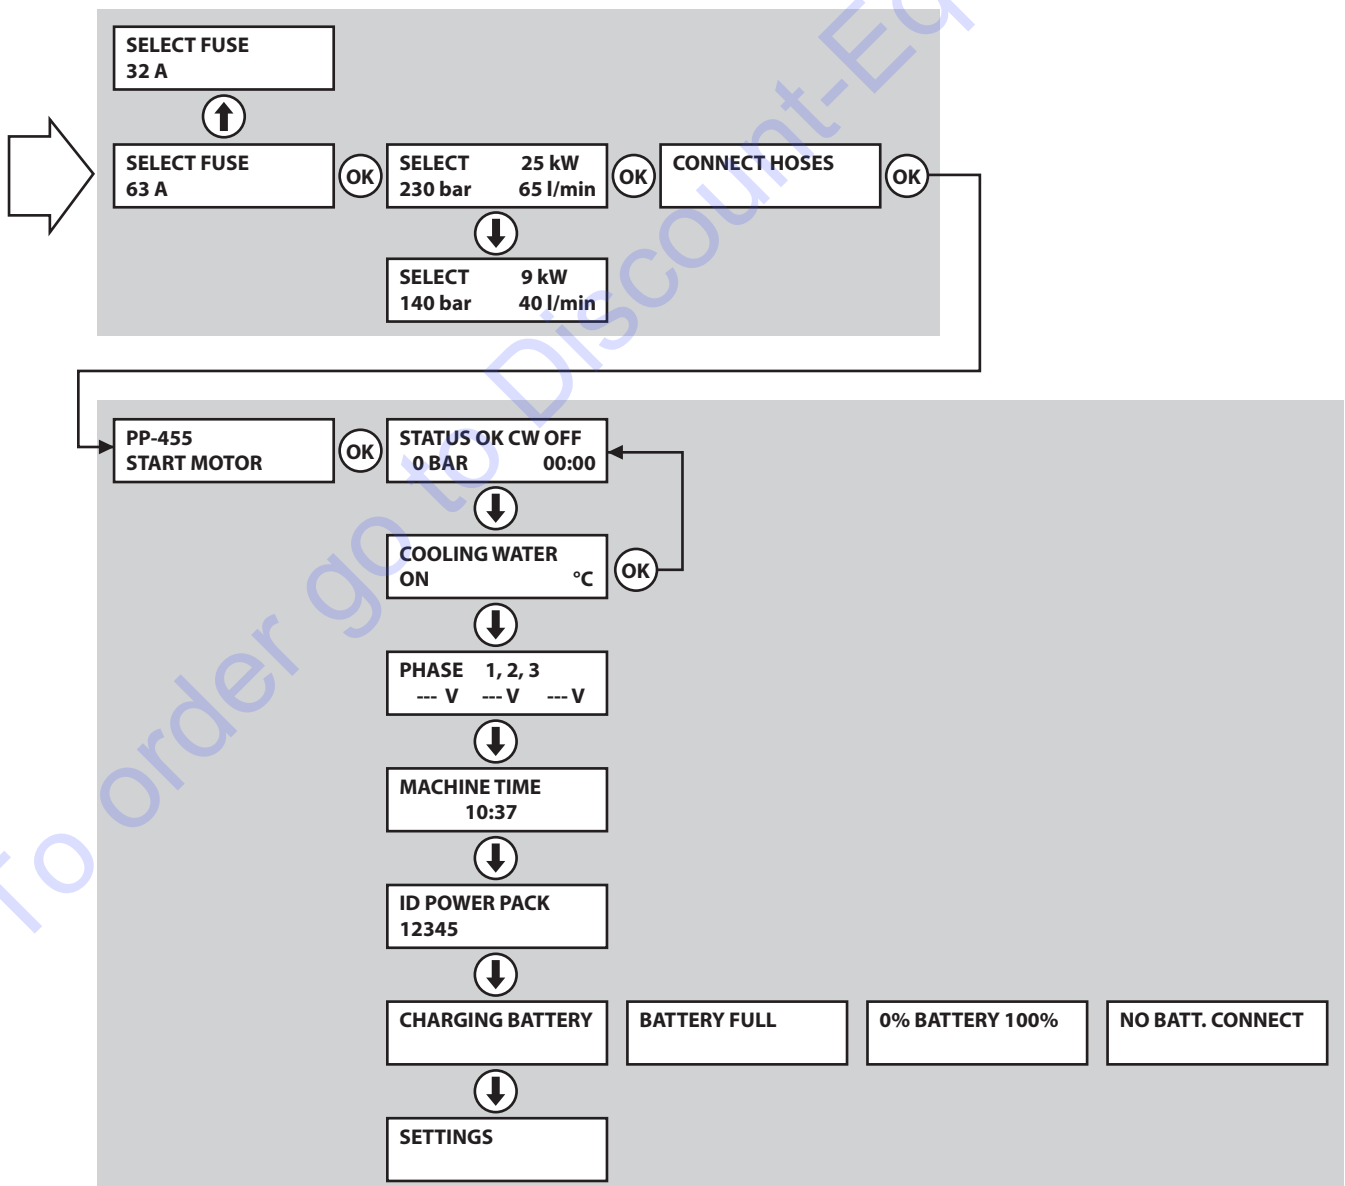 SELECT FUSE
32 A
SELECT FUSE
63 A
OK
SELECT 25 kW
230 bar 65 l/min
OK
CONNECT HOSES
OK
SELECT 9 kW
140 bar 40 l/min
PP-455
START MOTOR
OK
STATUS OK CW OFF
0 BAR 00:00
COOLING WATER
ON °C
OK
PHASE 1, 2, 3
--- V --- V --- V
MACHINE TIME
10:37
ID POWER PACK
12345
CHARGING BATTERY
BATTERY FULL
0% BATTERY 100%
NO BATT. CONNECT
SETTINGS
To order go to Discount-Eq